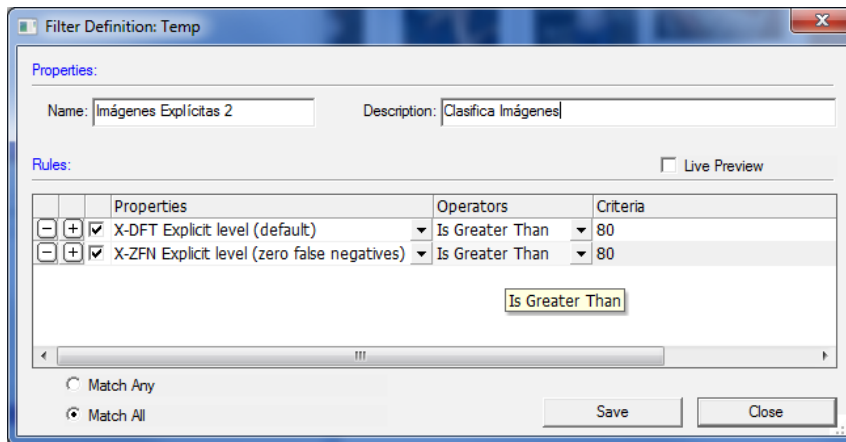 Filter Definition: Temp
Properties:
Name: Imágenes Explícitas 2 Description: Clasifica Imágenes
Rules: Live Preview
Properties Operators Criteria
X-DFT Explicit level (default) Is Greater Than 80
X-ZFN Explicit level (zero false negatives) Is Greater Than 80
Is Greater Than
Match Any
Match All Save Close